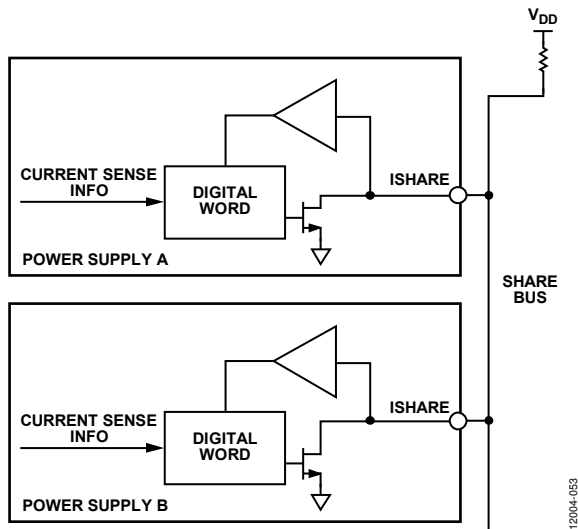 VDD
CURRENT SENSE
INFO
DIGITAL
WORD
ISHARE
POWER SUPPLY A
SHARE
BUS
CURRENT SENSE
INFO
DIGITAL
WORD
ISHARE
POWER SUPPLY B
12004-053